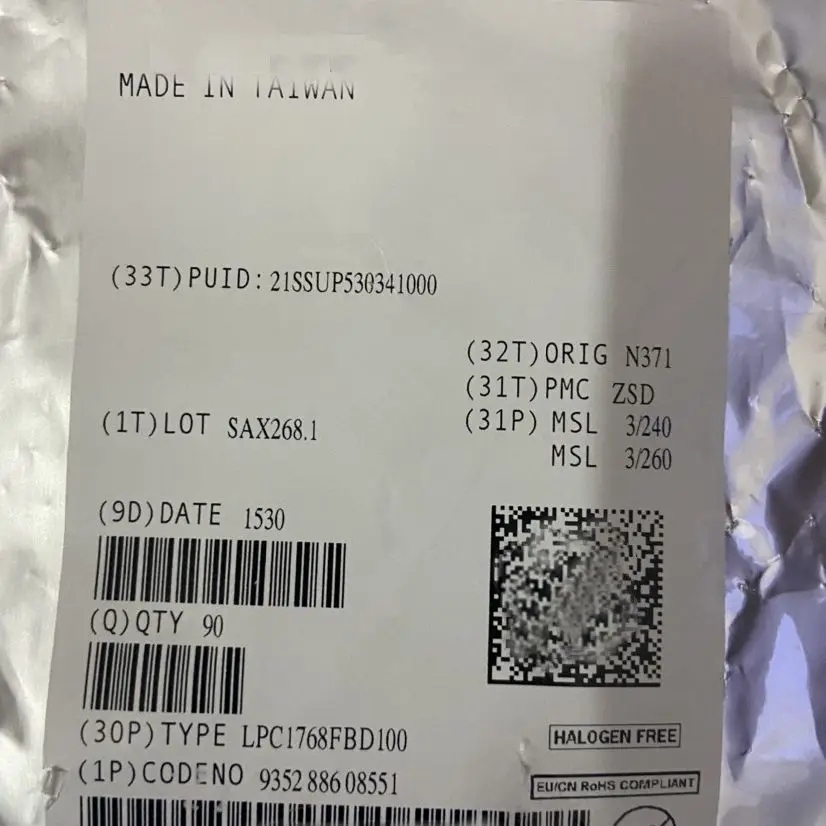 MADE IN TAIWAN
(33T)PUID: 21SSUP530341000
(32T)ORIG N371
(31T)PMC ZSD
(1T)LOT SAX268.1
(31P) MSL 3/240
MSL 3/260
(9D)DATE 1530
(Q)QTY 90
(30P)TYPE LPC1768FBD100
HALOGEN FREE
(1P)CODENO 9352 886 08551
EU/CN RoHS COMPLIANT